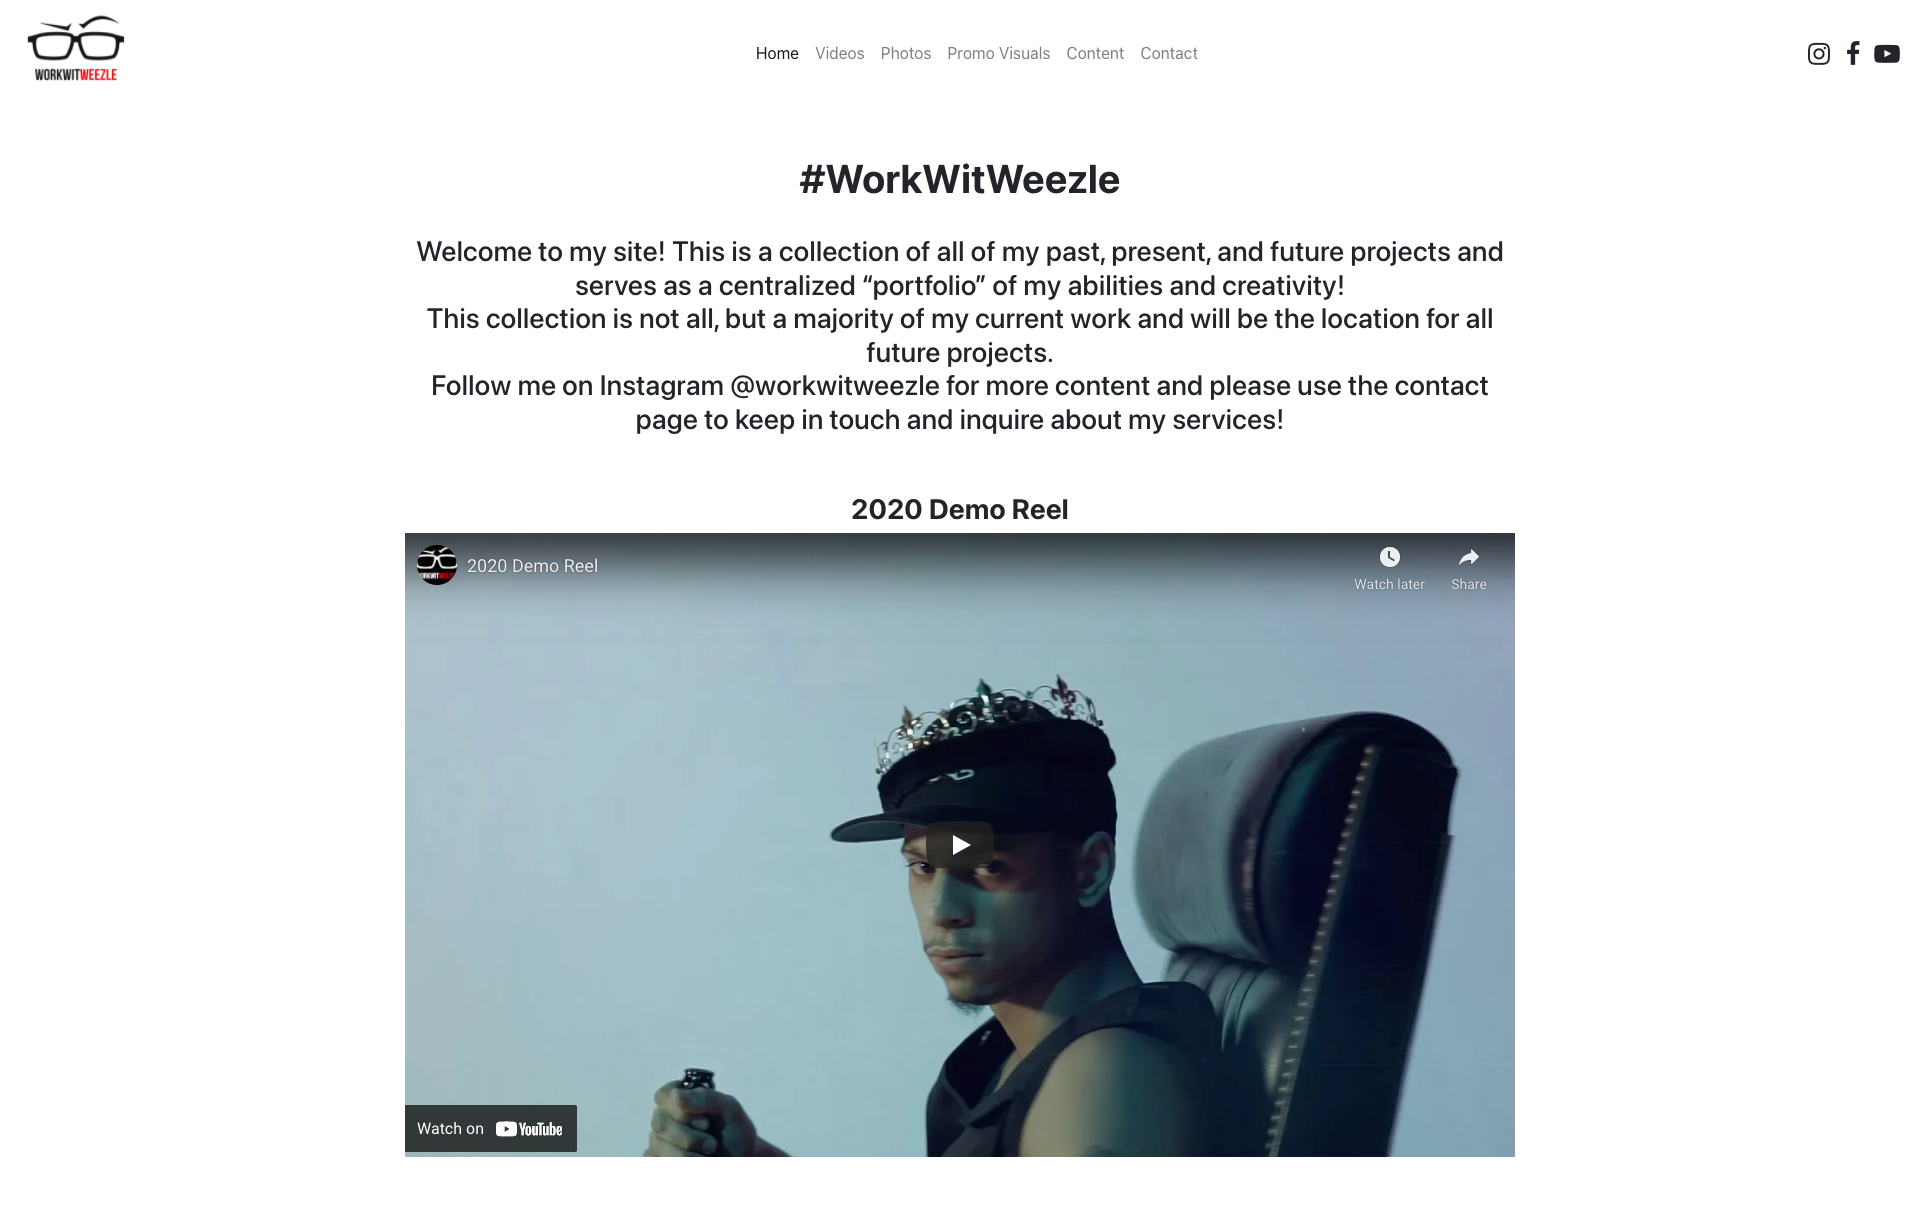 WORKWITWEEZLE
Home Videos Photos Promo Visuals Content Contact
#WorkWitWeezle
Welcome to my site! This is a collection of all of my past, present, and future projects and
serves as a centralized “portfolio” of my abilities and creativity!
This collection is not all, but a majority of my current work and will be the location for all
future projects.
Follow me on Instagram @workwitweezle for more content and please use the contact
page to keep in touch and inquire about my services!
2020 Demo Reel
2020 Demo Reel
Watch later Share
Watch on YouTube